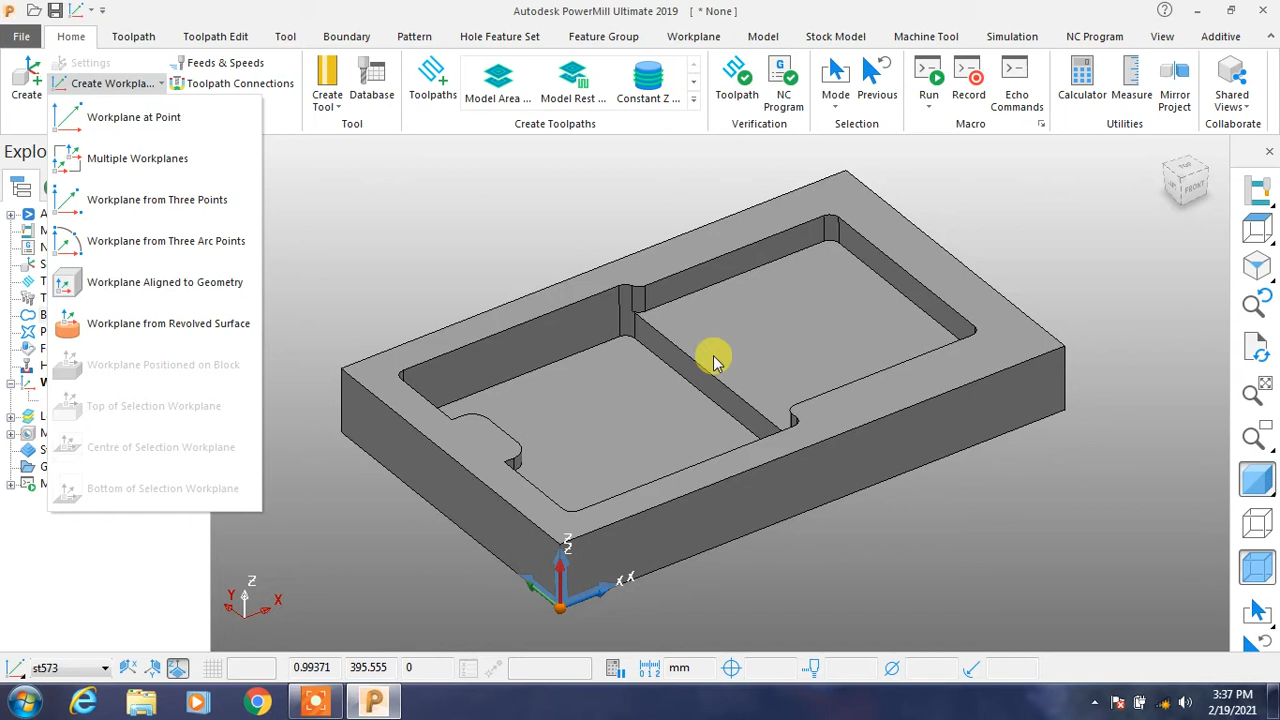 Autodesk PowerMill Ultimate 2019    [ * None]
File Home Toolpath Toolpath Edit Tool Boundary Pattern Hole Feature Set Feature Group Workplane Model Stock Model Machine Tool Simulation NC Program View Additive
Settings Feeds & Speeds
Create Workpla... Toolpath Connections
Create
Create Tool Database
Toolpaths Model Area ... Model Rest ... Constant Z ...
Toolpath NC Program
Mode Previous
Run Record Echo Commands
Calculator Measure Mirror Project
Shared Views
Tool Create Toolpaths Verification Selection Macro Utilities Collaborate
Workplane at Point
Multiple Workplanes
Workplane from Three Points
Workplane from Three Arc Points
Workplane Aligned to Geometry
Workplane from Revolved Surface
Workplane Positioned on Block
Top of Selection Workplane
Centre of Selection Workplane
Bottom of Selection Workplane
Explo
TOP
FRONT
Z
Z
X X
Z
Y
X
st573 0.99371 395.555 0 mm
3:37 PM
2/19/2021